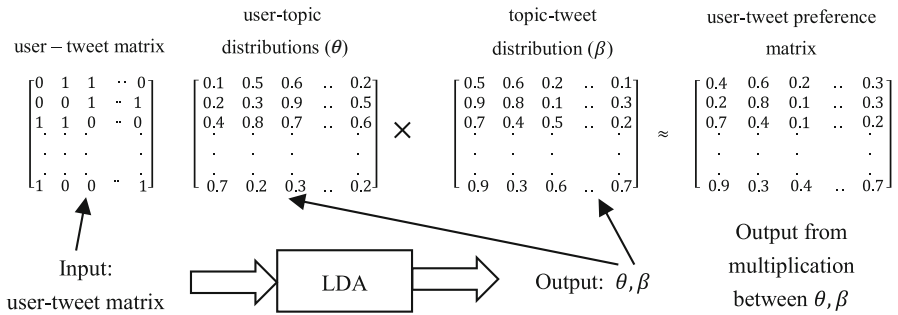 user – tweet matrix
user-topic
distributions (θ)
topic-tweet
distribution (β)
user-tweet preference
matrix
0 1 1 ·· 0
0 0 1 ·· 1
1 1 0 ·· 0
. . . .
. . . .
. . . .
1 0 0 ·· 1
0.1 0.5 0.6 .. 0.2
0.2 0.3 0.9 .. 0.5
0.4 0.8 0.7 .. 0.6
. . . .
. . . .
. . . .
0.7 0.2 0.3 .. 0.2
×
0.5 0.6 0.2 .. 0.1
0.9 0.8 0.1 .. 0.3
0.7 0.4 0.5 .. 0.2
. . . .
. . . .
. . . .
0.9 0.3 0.6 .. 0.7
≈
0.4 0.6 0.2 .. 0.3
0.2 0.8 0.1 .. 0.3
0.7 0.4 0.1 .. 0.2
. . . .
. . . .
. . . .
0.9 0.3 0.4 .. 0.7
Input:
user-tweet matrix
LDA
Output: θ, β
Output from
multiplication
between θ, β